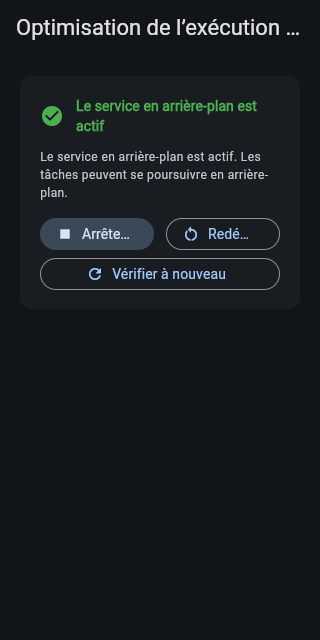 Optimisation de l’exécution …
Le service en arrière-plan est
actif
Le service en arrière-plan est actif. Les
tâches peuvent se poursuivre en arrière-
plan.
Arrête…
Redé…
Vérifier à nouveau